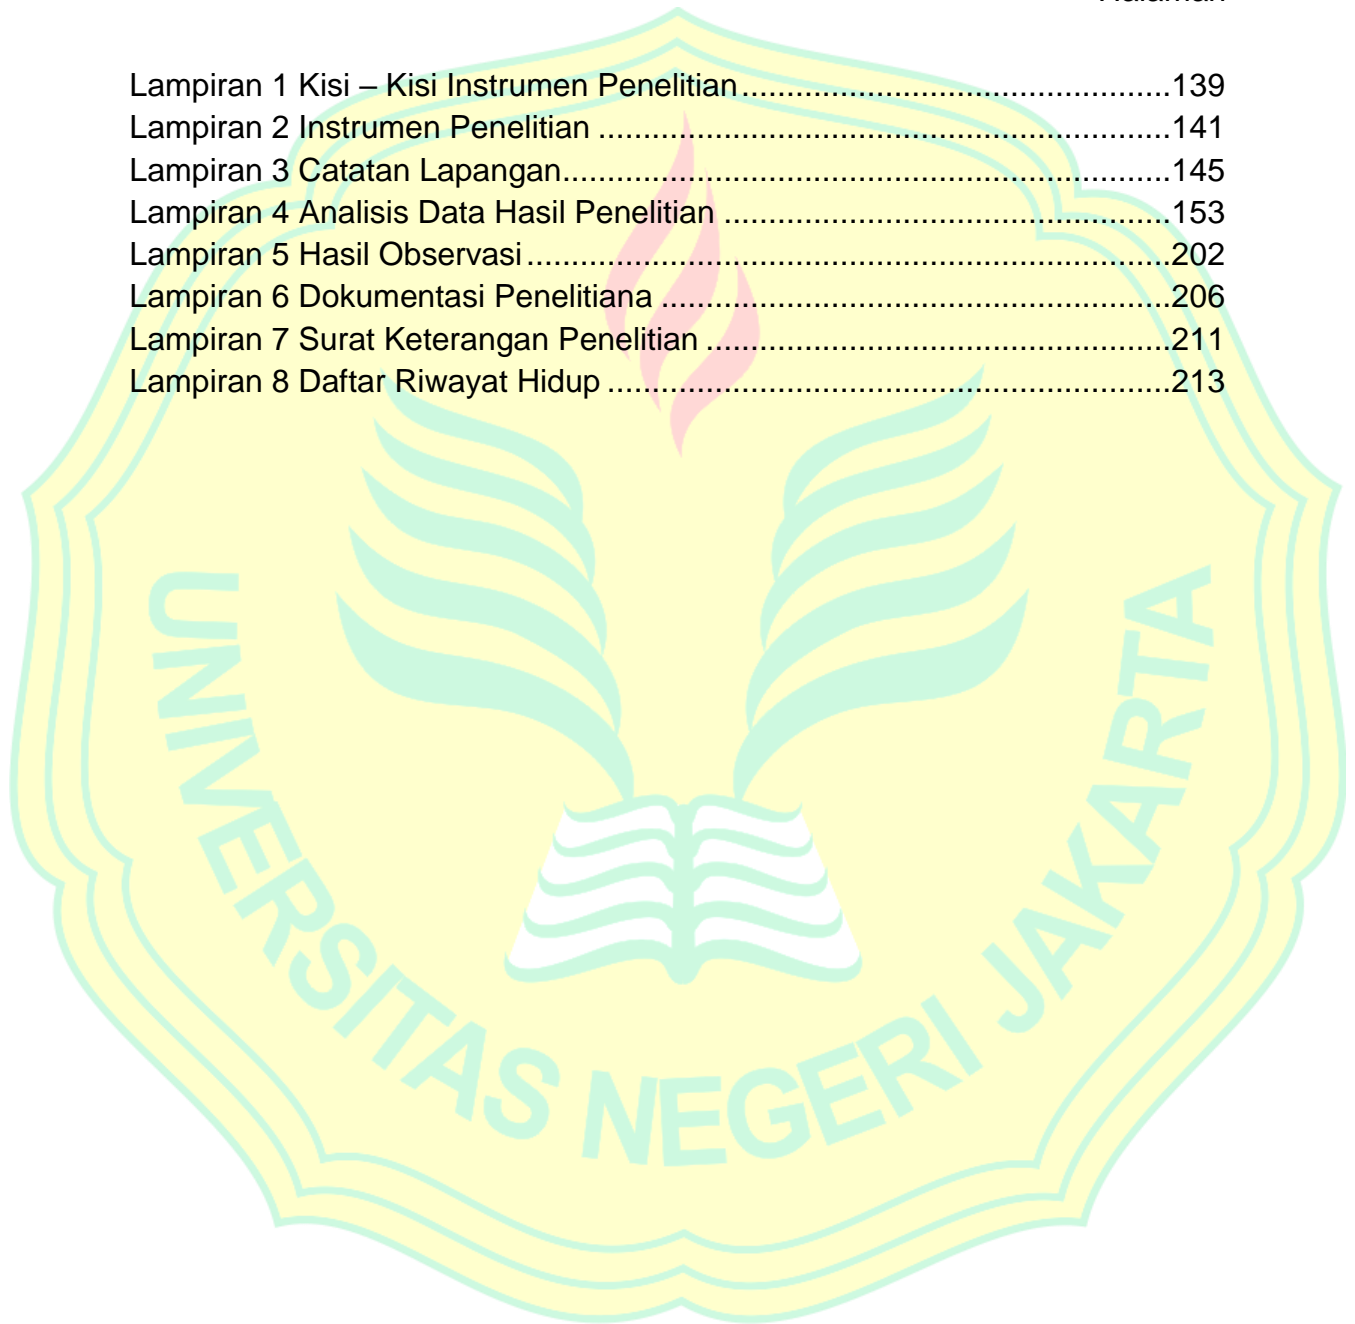 Lampiran 1 Kisi – Kisi Instrumen Penelitian....................................................139
Lampiran 2 Instrumen Penelitian ....................................................................141
Lampiran 3 Catatan Lapangan.........................................................................145
Lampiran 4 Analisis Data Hasil Penelitian ......................................................153
Lampiran 5 Hasil Observasi.............................................................................202
Lampiran 6 Dokumentasi Penelitiana .............................................................206
Lampiran 7 Surat Keterangan Penelitian ........................................................211
Lampiran 8 Daftar Riwayat Hidup ...................................................................213
UNIVERSITAS NEGERI JAKARTA